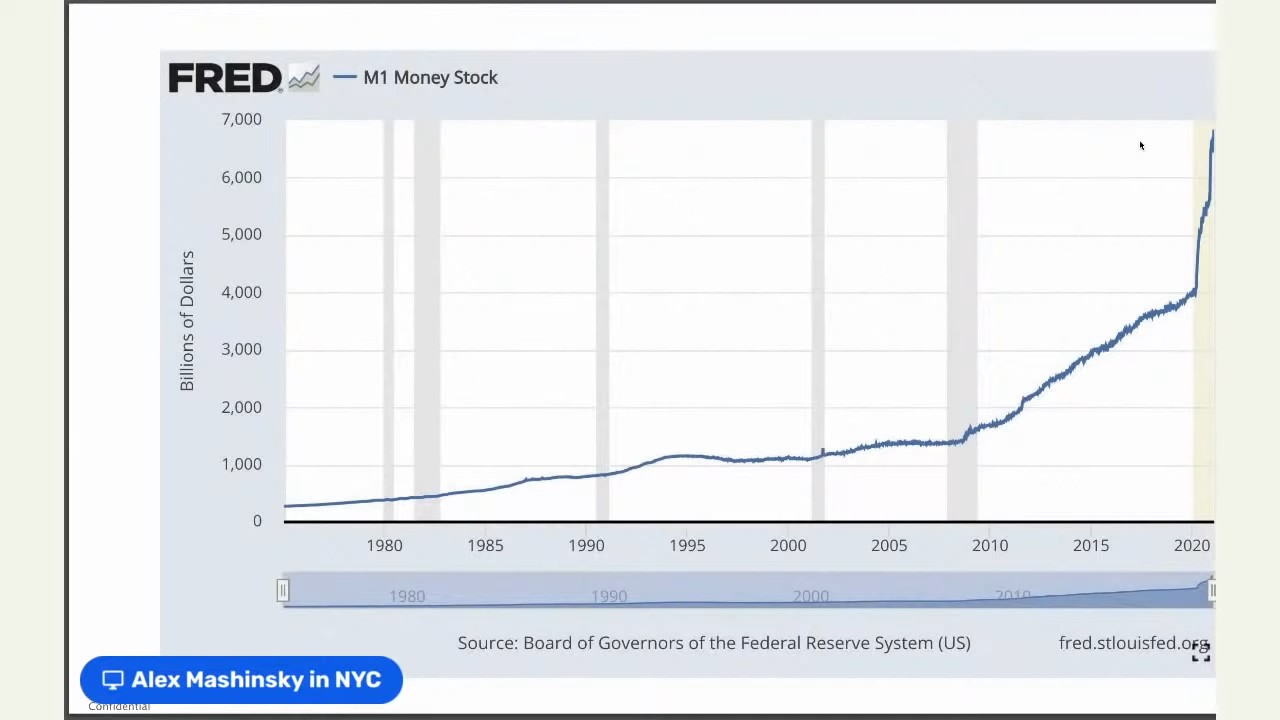 FRED
M1 Money Stock
7,000
6,000
5,000
4,000
3,000
2,000
1,000
0
Billions of Dollars
1980 1985 1990 1995 2000 2005 2010 2015 2020
1980 1990 2000 2010
Source: Board of Governors of the Federal Reserve System (US)
fred.stlouisfed.org
Alex Mashinsky in NYC
Confidential